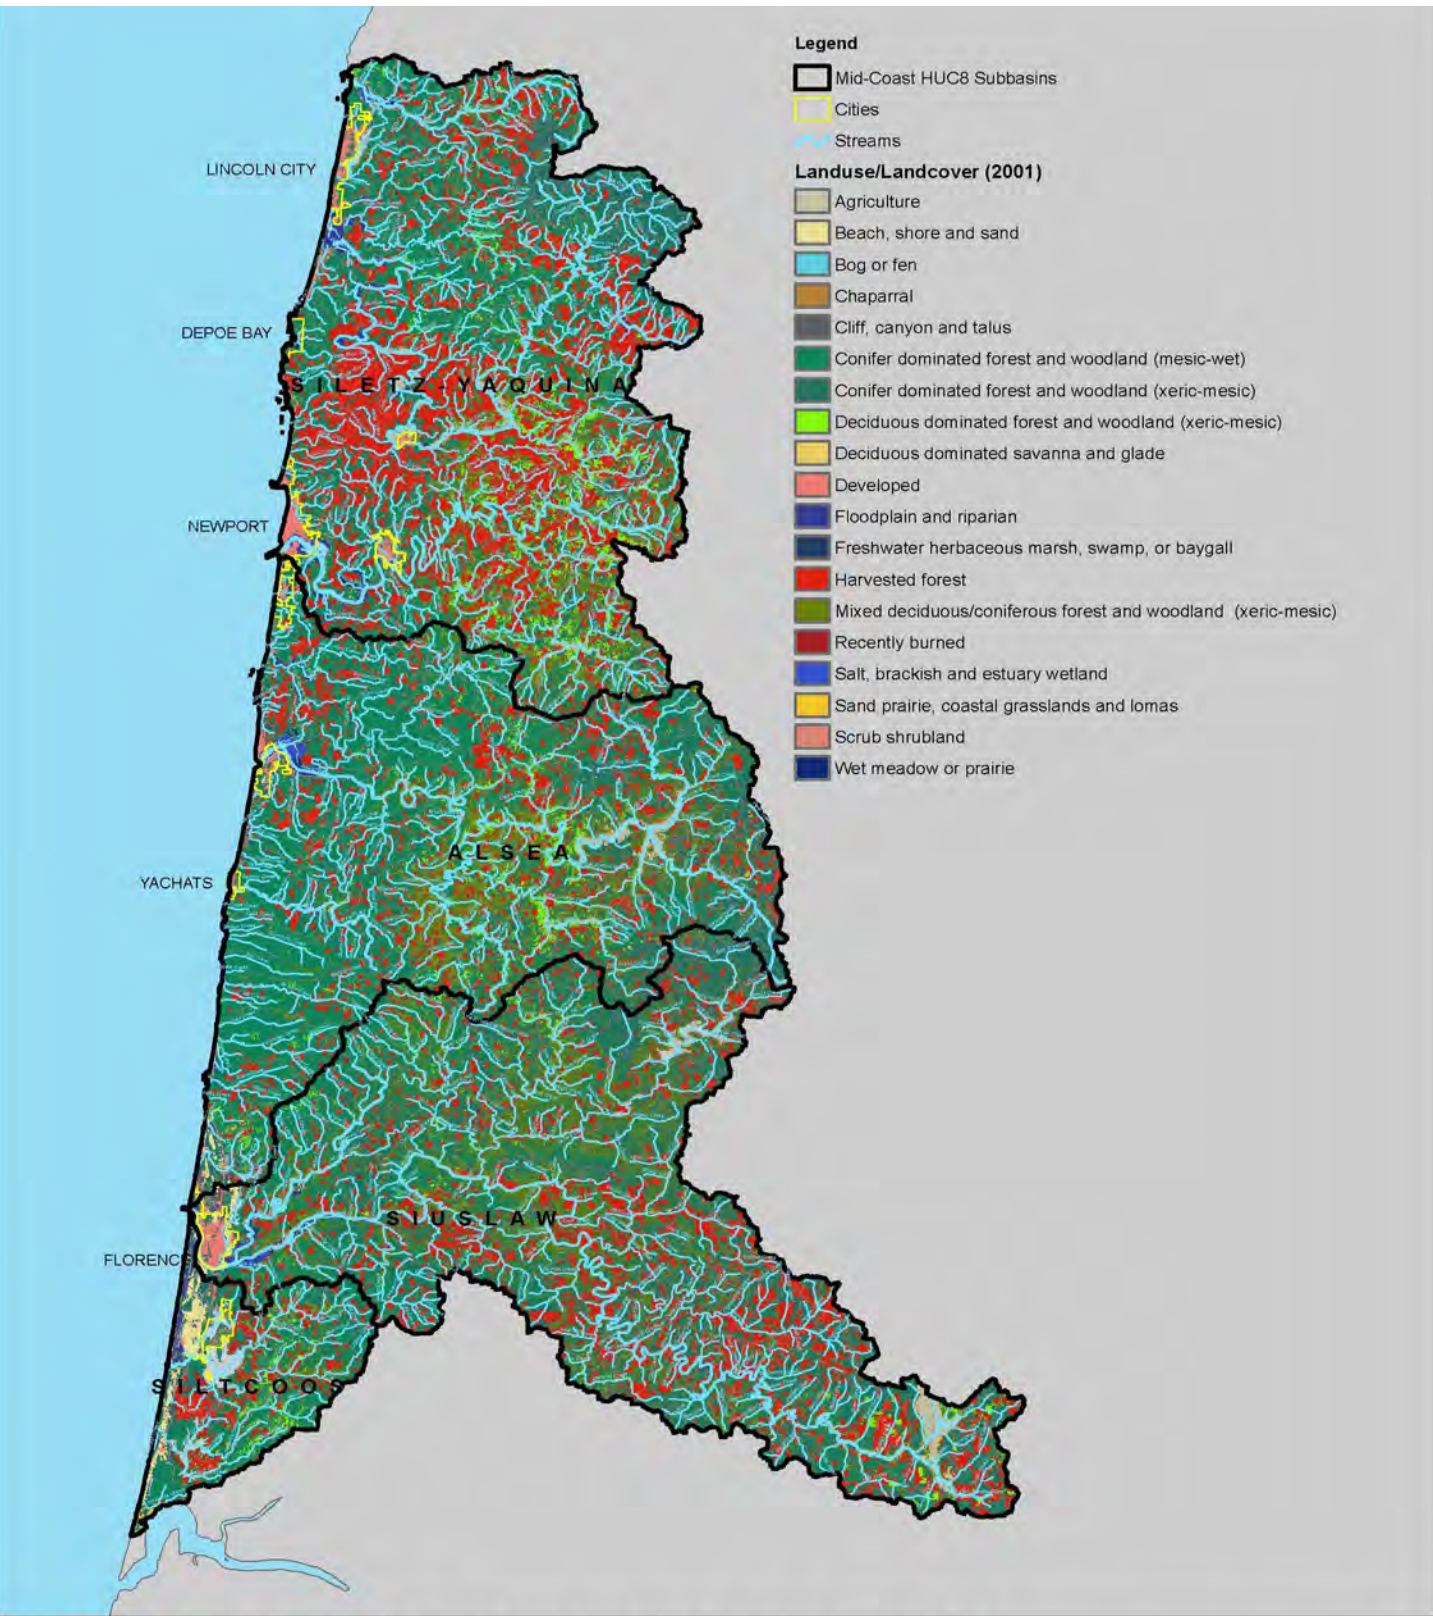 Legend
Mid-Coast HUC8 Subbasins
Cities
Streams
Landuse/Landcover (2001)
Agriculture
Beach, shore and sand
Bog or fen
Chaparral
Cliff, canyon and talus
Conifer dominated forest and woodland (mesic-wet)
Conifer dominated forest and woodland (xeric-mesic)
Deciduous dominated forest and woodland (xeric-mesic)
Deciduous dominated savanna and glade
Developed
Floodplain and riparian
Freshwater herbaceous marsh, swamp, or baygall
Harvested forest
Mixed deciduous/coniferous forest and woodland (xeric-mesic)
Recently burned
Salt, brackish and estuary wetland
Sand prairie, coastal grasslands and lomas
Scrub shrubland
Wet meadow or prairie
LINCOLN CITY
DEPOE BAY
SILETZ-YAQUINA
NEWPORT
ALSEA
YACHATS
SIUSLAW
FLORENCE
SILTCOOS